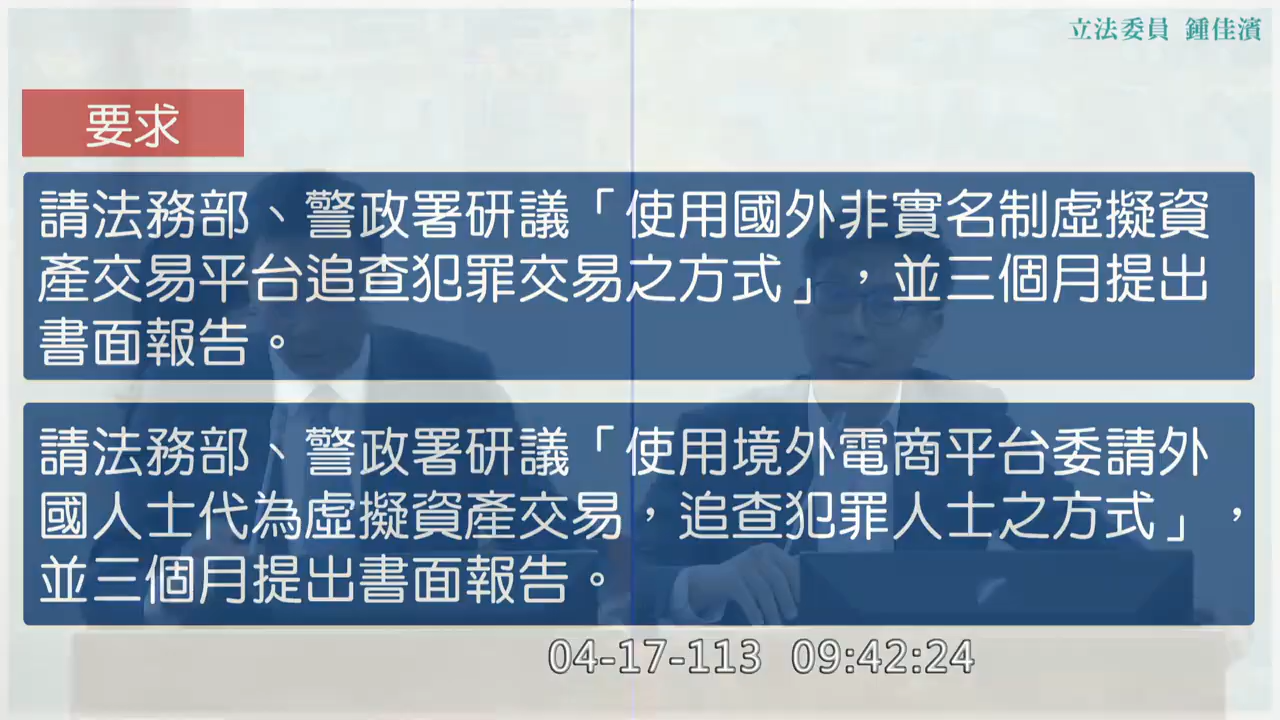 立法委員 鍾佳濱
要求
請法務部、警政署研議「使用國外非實名制虛擬資
產交易平台追查犯罪交易之方式」，並三個月提出
書面報告。
請法務部、警政署研議「使用境外電商平台委請外
國人士代為虛擬資產交易，追查犯罪人士之方式」，
並三個月提出書面報告。
04-17-113 09:42:24